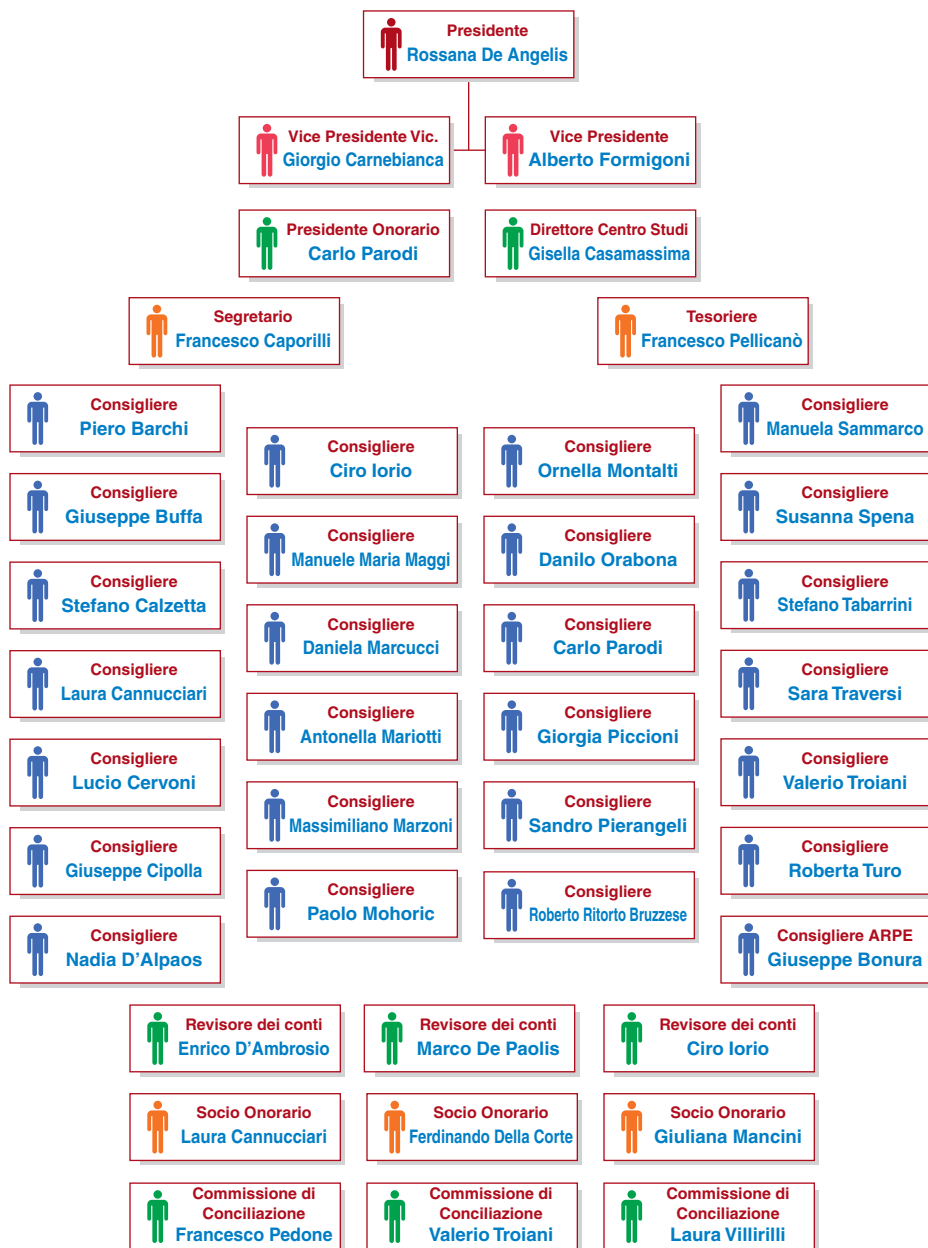 Presidente
Rossana De Angelis
Vice Presidente Vic.
Giorgio Carnebianca
Vice Presidente
Alberto Formigoni
Presidente Onorario
Carlo Parodi
Direttore Centro Studi
Gisella Casamassima
Segretario
Francesco Caporilli
Tesoriere
Francesco Pellicanò
Consigliere
Piero Barchi
Consigliere
Giuseppe Buffa
Consigliere
Stefano Calzetta
Consigliere
Laura Cannucciari
Consigliere
Lucio Cervoni
Consigliere
Giuseppe Cipolla
Consigliere
Nadia D'Alpaos
Consigliere
Ciro Iorio
Consigliere
Manuele Maria Maggi
Consigliere
Daniela Marcucci
Consigliere
Antonella Mariotti
Consigliere
Massimiliano Marzoni
Consigliere
Paolo Mohoric
Consigliere
Ornella Montalti
Consigliere
Danilo Orabona
Consigliere
Carlo Parodi
Consigliere
Giorgia Piccioni
Consigliere
Sandro Pierangeli
Consigliere
Roberto Ritorto Bruzzese
Consigliere
Manuela Sammarco
Consigliere
Susanna Spena
Consigliere
Stefano Tabarrini
Consigliere
Sara Traversi
Consigliere
Valerio Troiani
Consigliere
Roberta Turo
Consigliere ARPE
Giuseppe Bonura
Revisore dei conti
Enrico D'Ambrosio
Revisore dei conti
Marco De Paolis
Revisore dei conti
Ciro Iorio
Socio Onorario
Laura Cannucciari
Socio Onorario
Ferdinando Della Corte
Socio Onorario
Giuliana Mancini
Commissione di
Conciliazione
Francesco Pedone
Commissione di
Conciliazione
Valerio Troiani
Commissione di
Conciliazione
Laura Villirilli